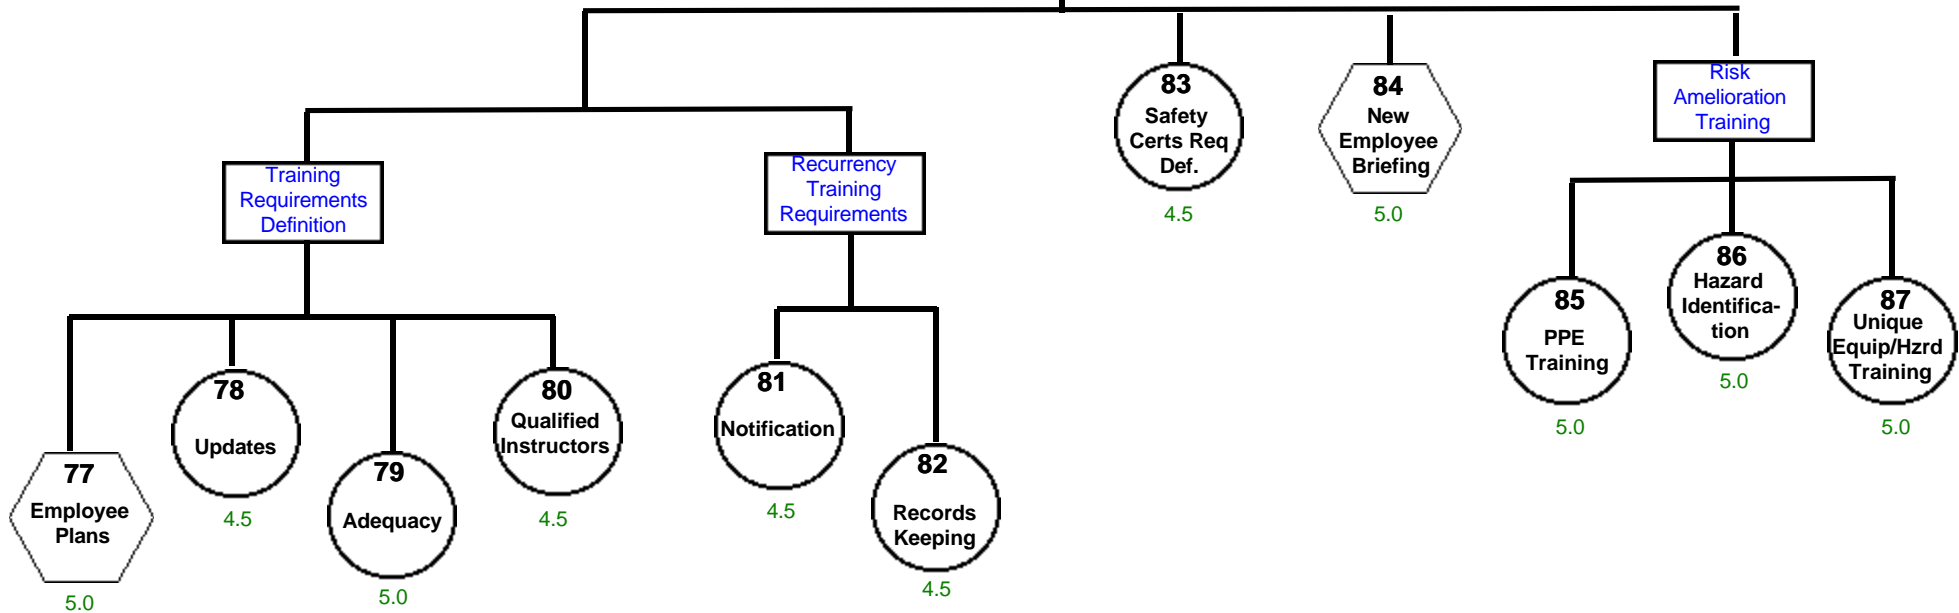 83
Safety
Certs Req
Def.
4.5
84
New
Employee
Briefing
5.0
Risk
Amelioration
Training
Training
Requirements
Definition
Recurrency
Training
Requirements
77
Employee
Plans
5.0
78
Updates
4.5
79
Adequacy
5.0
80
Qualified
Instructors
4.5
81
Notification
4.5
82
Records
Keeping
4.5
85
PPE
Training
5.0
86
Hazard
Identifica-
tion
5.0
87
Unique
Equip/Hzrd
Training
5.0